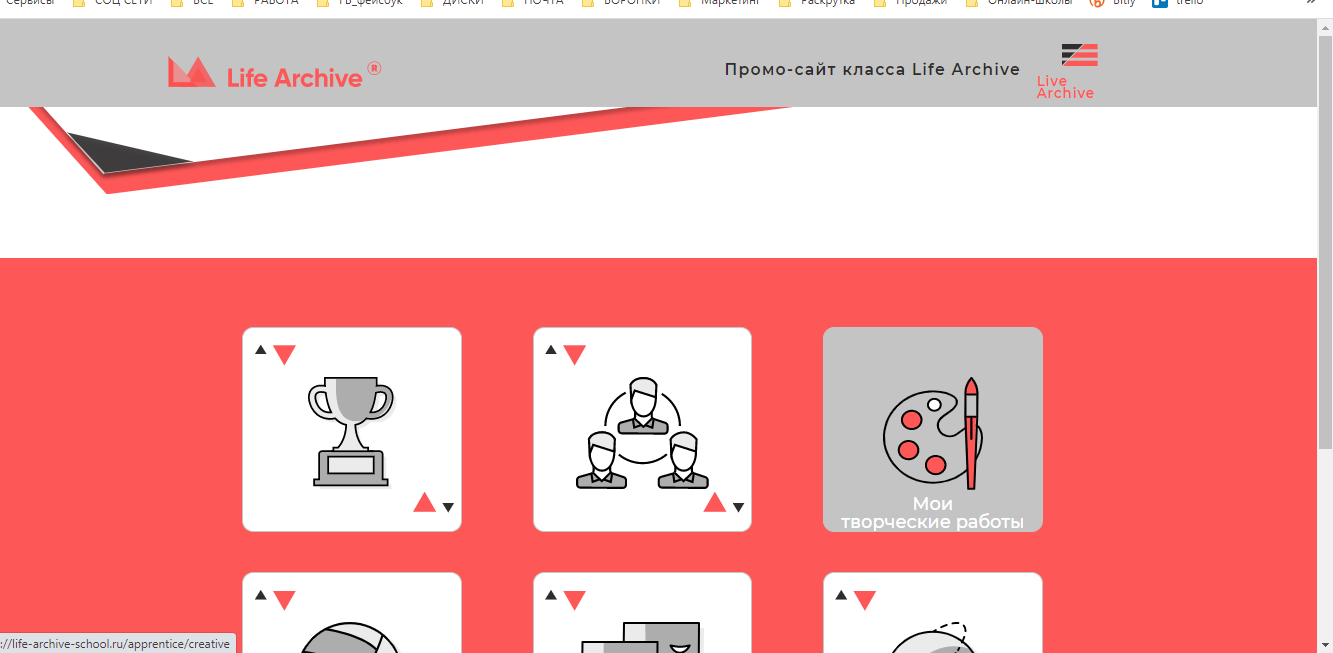 Сервисы СОЦ СЕТИ ВСЕ РАБОТА ТВ_фейсбук ДИСКИ ПОЧТА ВОРОНКИ Маркетинг Раскрутка Продажи Онлайн-школы Bitly trello »
Life Archive ®
Промо-сайт класса Life Archive
Live
Archive
Мои
творческие работы
://life-archive-school.ru/apprentice/creative